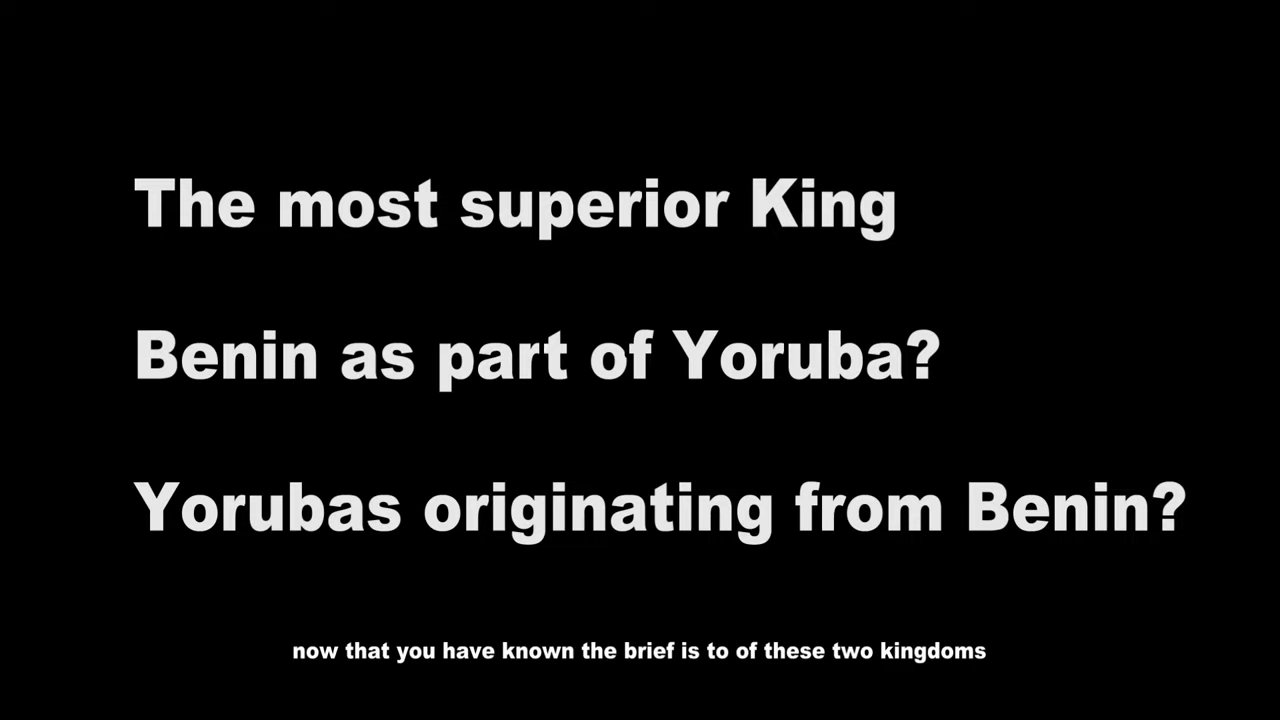 The most superior King
Benin as part of Yoruba?
Yorubas originating from Benin?
now that you have known the brief is to of these two kingdoms